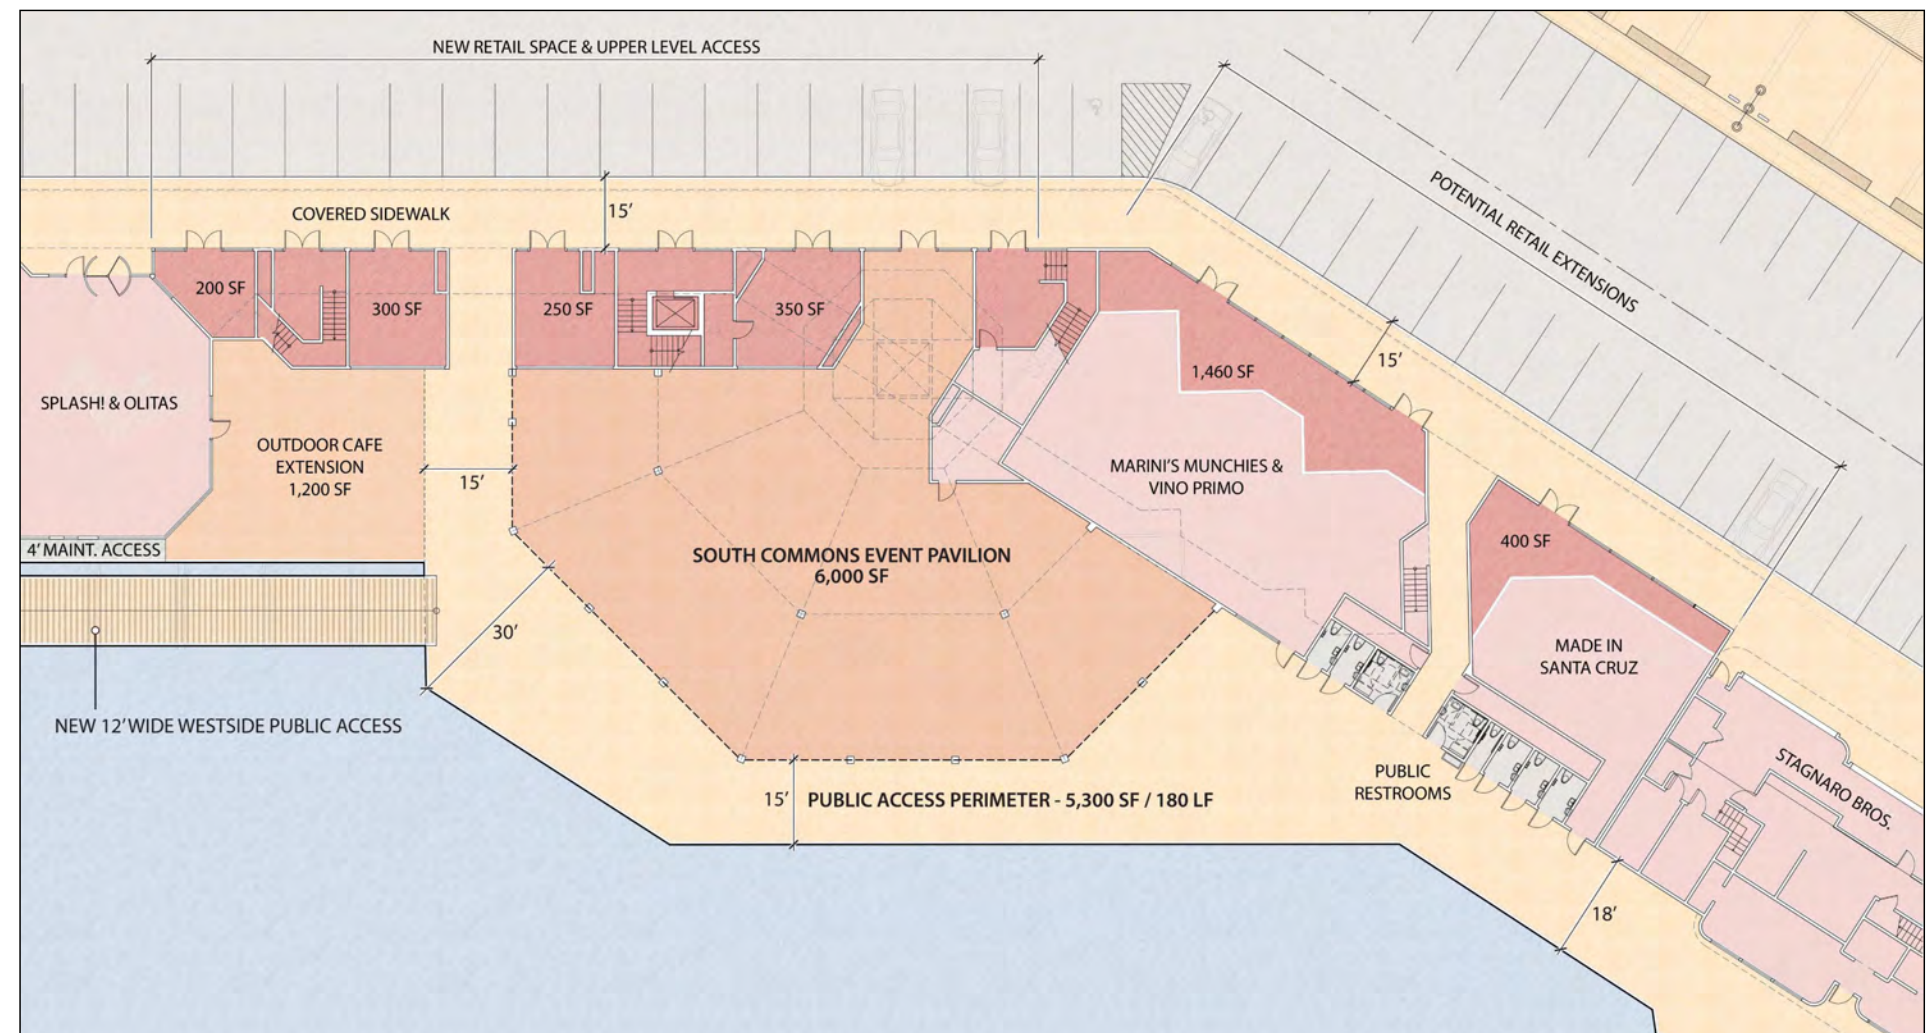 NEW RETAIL SPACE & UPPER LEVEL ACCESS
POTENTIAL RETAIL EXTENSIONS
COVERED SIDEWALK
15’
200 SF
300 SF
250 SF
350 SF
15’
1,460 SF
SPLASH! & OLITAS
OUTDOOR CAFE
EXTENSION
1,200 SF
15’
MARINI’S MUNCHIES &
VINO PRIMO
400 SF
4’ MAINT. ACCESS
SOUTH COMMONS EVENT PAVILION
6,000 SF
30’
MADE IN
SANTA CRUZ
NEW 12’ WIDE WESTSIDE PUBLIC ACCESS
15’
PUBLIC ACCESS PERIMETER - 5,300 SF / 180 LF
PUBLIC
RESTROOMS
STAGNARO BROS.
18’